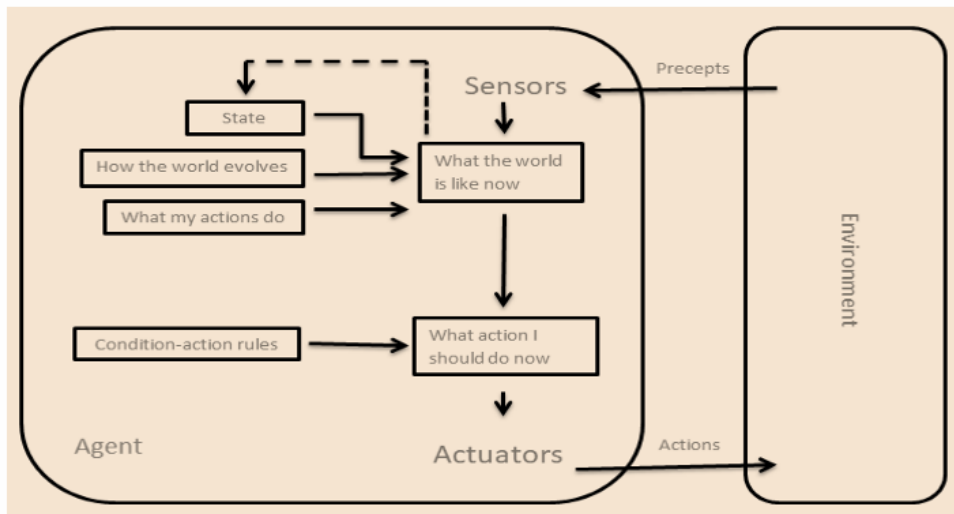 Precepts
Sensors
State
What the world
is like now
How the world evolves
What my actions do
Environment
What action I
should do now
Condition-action rules
Agent
Actuators
Actions